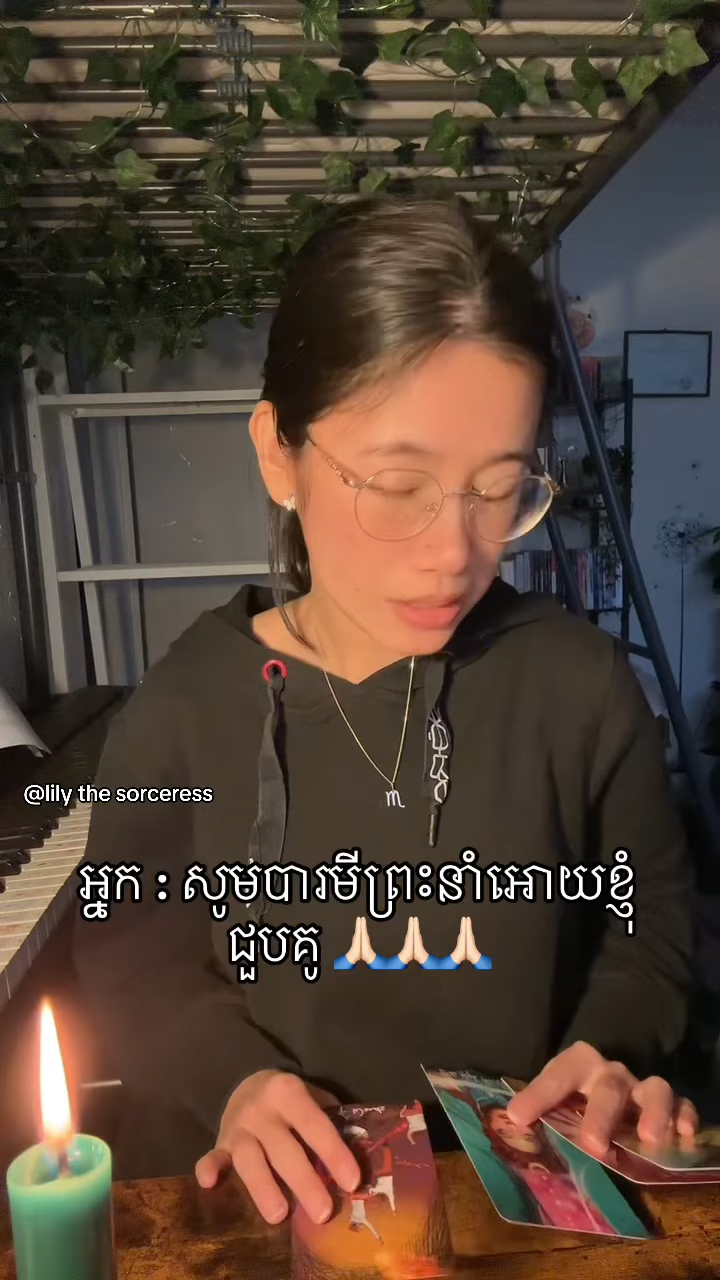 @lily the sorceress
អ្នក : សូមបារមីព្រះនាំអោយខ្ញុំ
ជួបគូ 🙏🏻🙏🏻🙏🏻